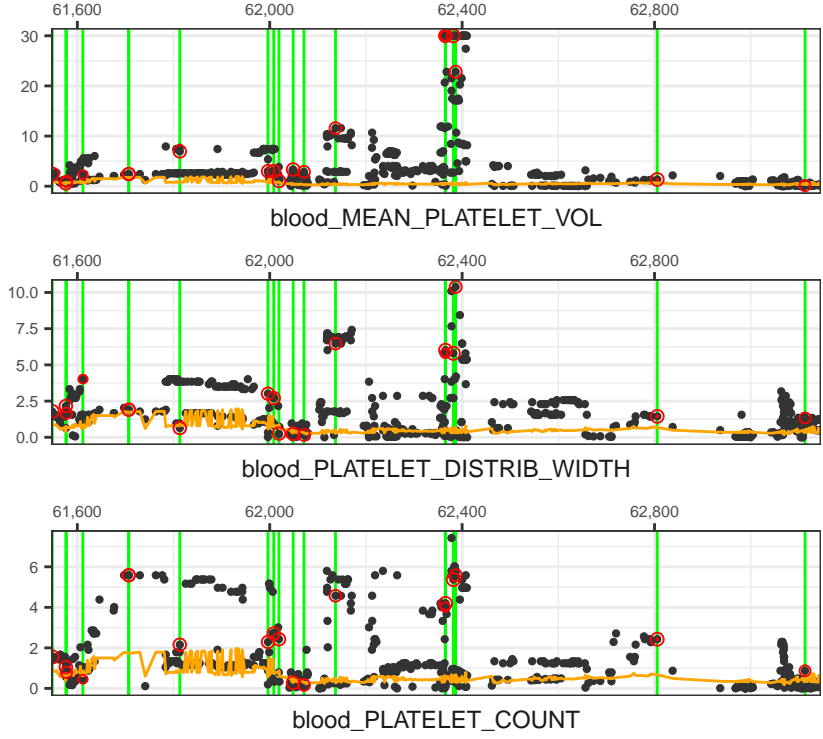 61,600 62,000 62,400 62,800
30
20
10
0
blood_MEAN_PLATELET_VOL
61,600 62,000 62,400 62,800
10.0
7.5
5.0
2.5
0.0
blood_PLATELET_DISTRIB_WIDTH
61,600 62,000 62,400 62,800
6
4
2
0
blood_PLATELET_COUNT